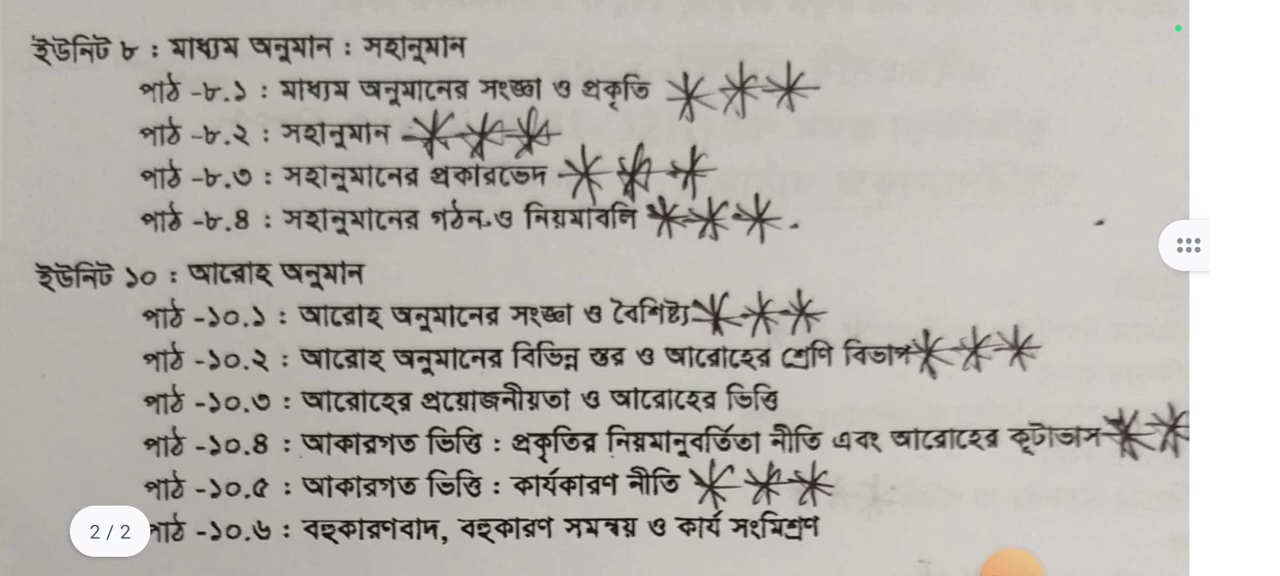 ইউনিট ৮ : মাধ্যম অনুমান : সহানুমান
পাঠ -৮.১ : মাধ্যম অনুমানের সংজ্ঞা ও প্রকৃতি
পাঠ -৮.২ : সহানুমান
পাঠ -৮.৩ : সহানুমানের প্রকারভেদ
পাঠ -৮.৪ : সহানুমানের গঠন ও নিয়মাবলি
ইউনিট ১০ : আরোহ অনুমান
পাঠ -১০.১ : আরোহ অনুমানের সংজ্ঞা ও বৈশিষ্ট্য
পাঠ -১০.২ : আরোহ অনুমানের বিভিন্ন স্তর ও আরোহের শ্রেণি বিভাগ
পাঠ -১০.৩ : আরোহের প্রয়োজনীয়তা ও আরোহের ভিত্তি
পাঠ -১০.৪ : আকারগত ভিত্তি : প্রকৃতির নিয়মানুবর্তিতা নীতি এবং আরোহের কূটাভাস
পাঠ -১০.৫ : আকারগত ভিত্তি : কার্যকারণ নীতি
পাঠ -১০.৬ : বহুকারণবাদ, বহুকারণ সমন্বয় ও কার্য সংমিশ্রণ
2 / 2